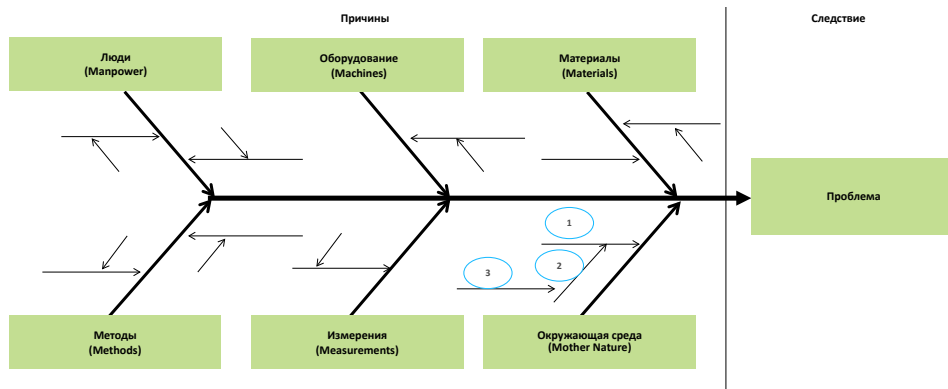 Причины
Следствие
Люди
(Manpower)
Оборудование
(Machines)
Материалы
(Materials)
Проблема
1
2
3
Методы
(Methods)
Измерения
(Measurements)
Окружающая среда
(Mother Nature)